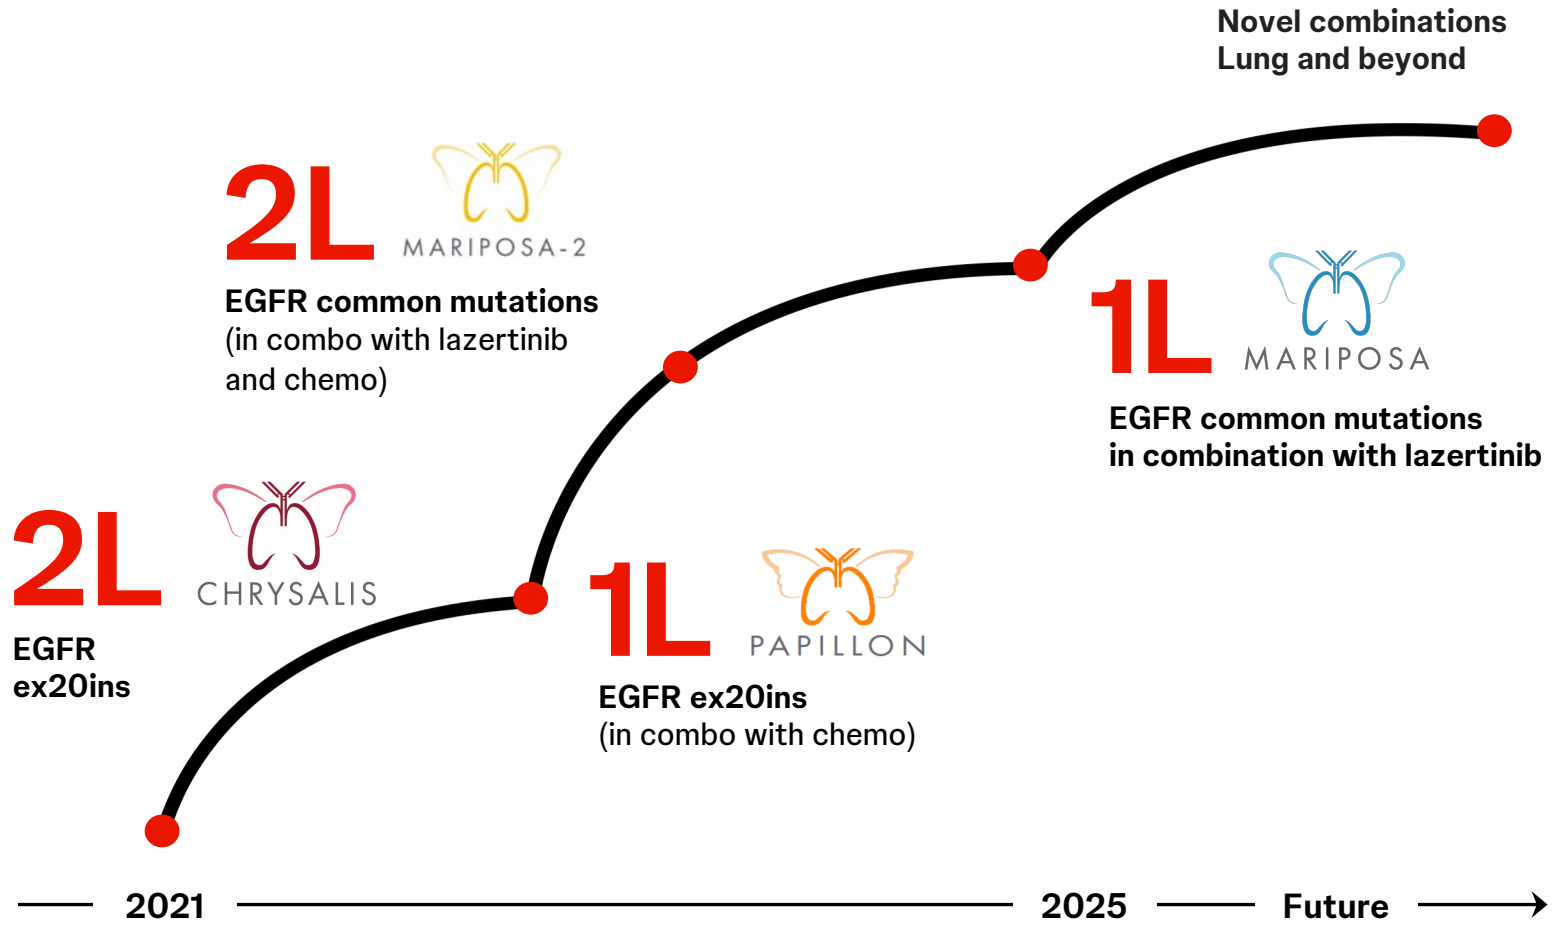 Novel combinations
Lung and beyond
2L
MARIPOSA-2
EGFR common mutations
(in combo with lazertinib
and chemo)
1L
MARIPOSA
EGFR common mutations
in combination with lazertinib
2L
CHRYSALIS
EGFR
ex20ins
1L
PAPILLON
EGFR ex20ins
(in combo with chemo)
2021
2025
Future